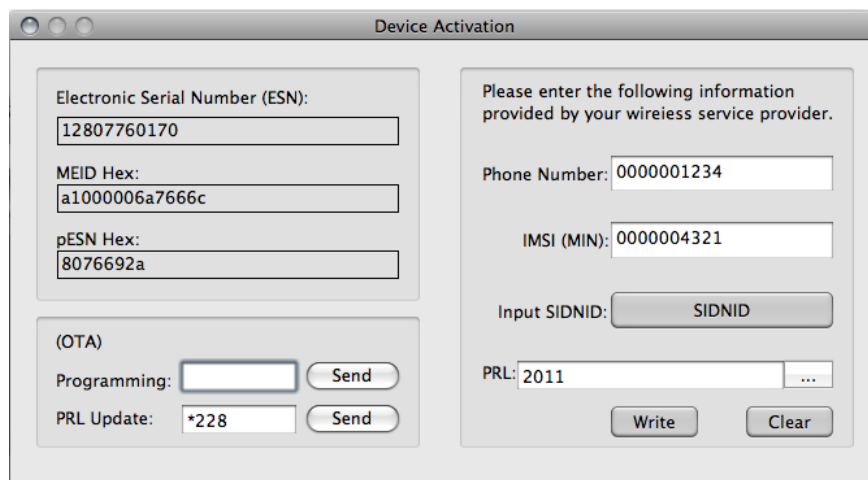 Device Activation
Electronic Serial Number (ESN):
12807760170
MEID Hex:
a1000006a7666c
pESN Hex:
8076692a
(OTA)
Programming:
Send
PRL Update:
*228
Send
Please enter the following information
provided by your wireless service provider.
Phone Number:
0000001234
IMSI (MIN):
0000004321
Input SIDNID:
SIDNID
PRL:
2011
...
Write
Clear